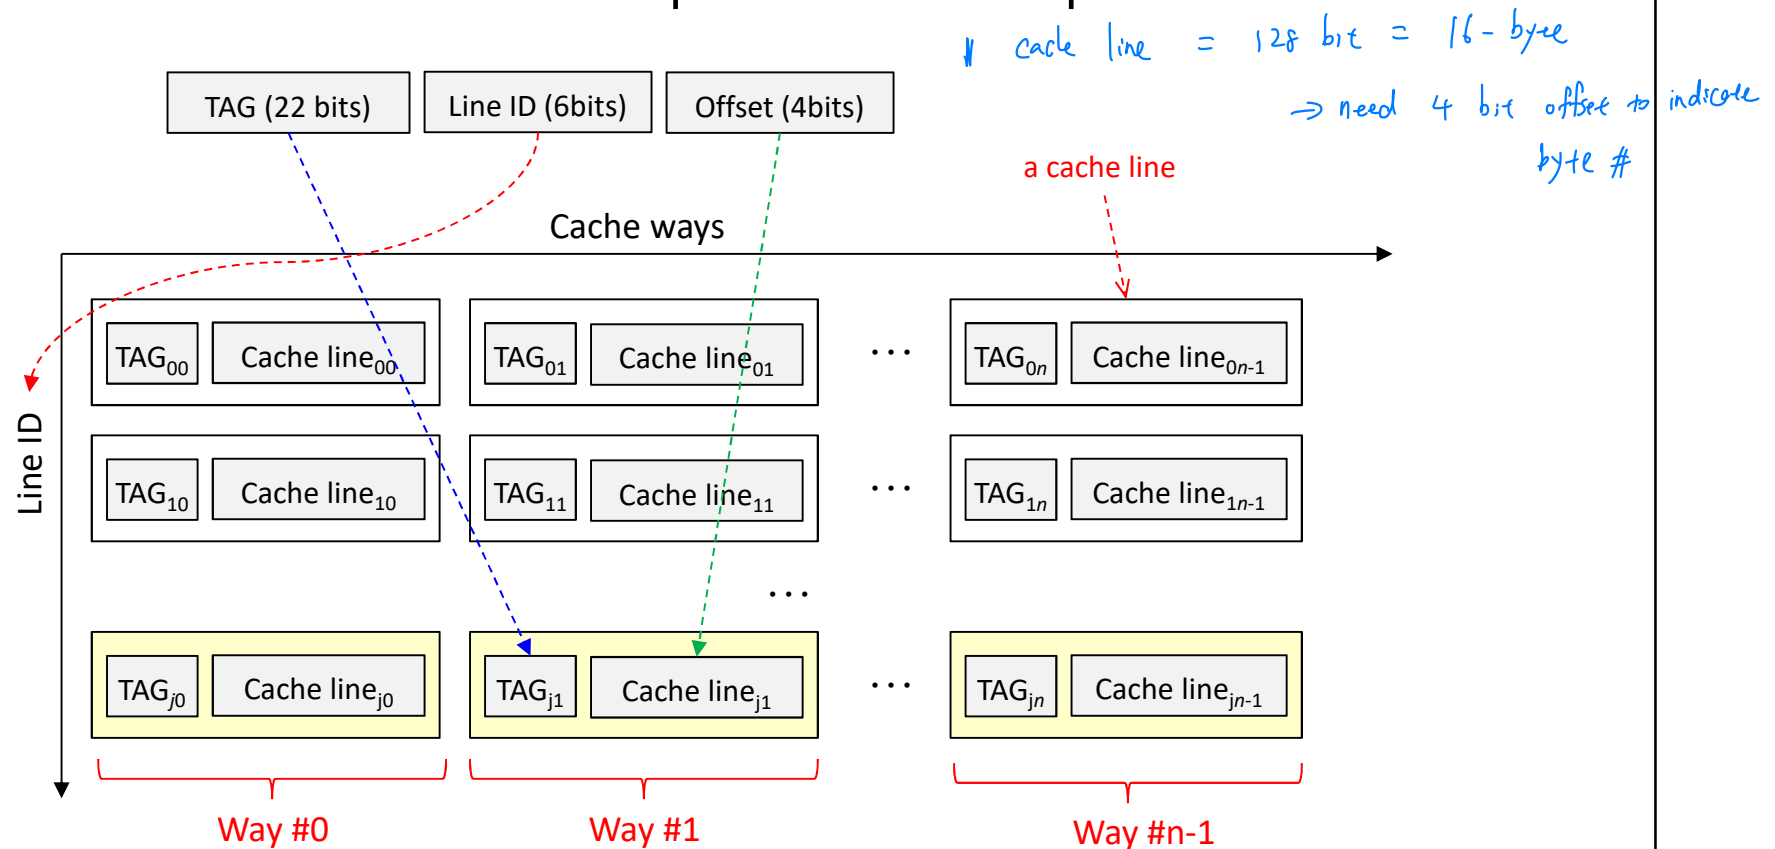 cache line = 128 bit = 16-byte
TAG (22 bits) Line ID (6bits) Offset (4bits)
→ need 4 bit offset to indicate
byte #
a cache line
Cache ways
TAG00 Cache line00 TAG01 Cache line01 ... TAG0n Cache line0n-1
Line ID
TAG10 Cache line10 TAG11 Cache line11 ... TAG1n Cache line1n-1
...
TAGj0 Cache linej0 TAGj1 Cache linej1 ... TAGjn Cache linejn-1
Way #0 Way #1 Way #n-1